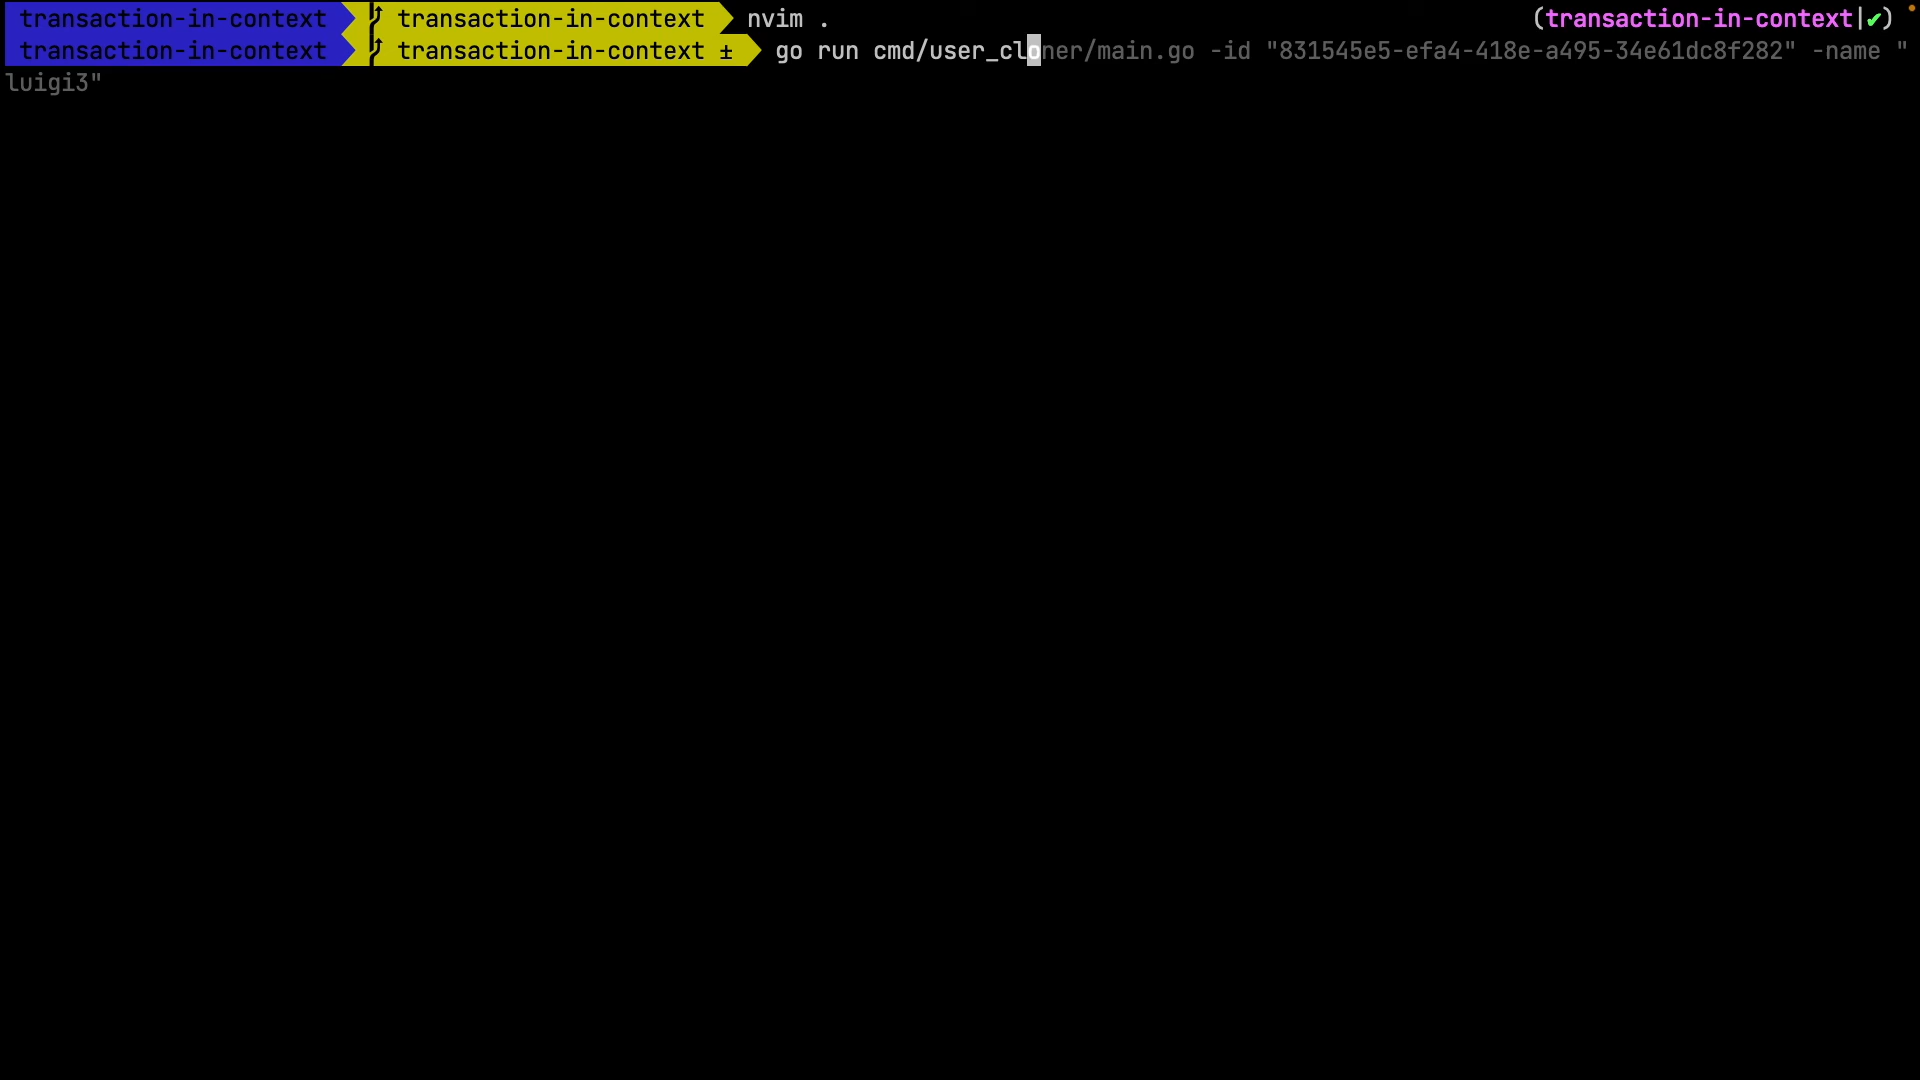 transaction-in-context transaction-in-context nvim . (transaction-in-context|✔)
transaction-in-context transaction-in-context ± go run cmd/user_cloner/main.go -id "831545e5-efa4-418e-a495-34e61dc8f282" -name "
luigi3"